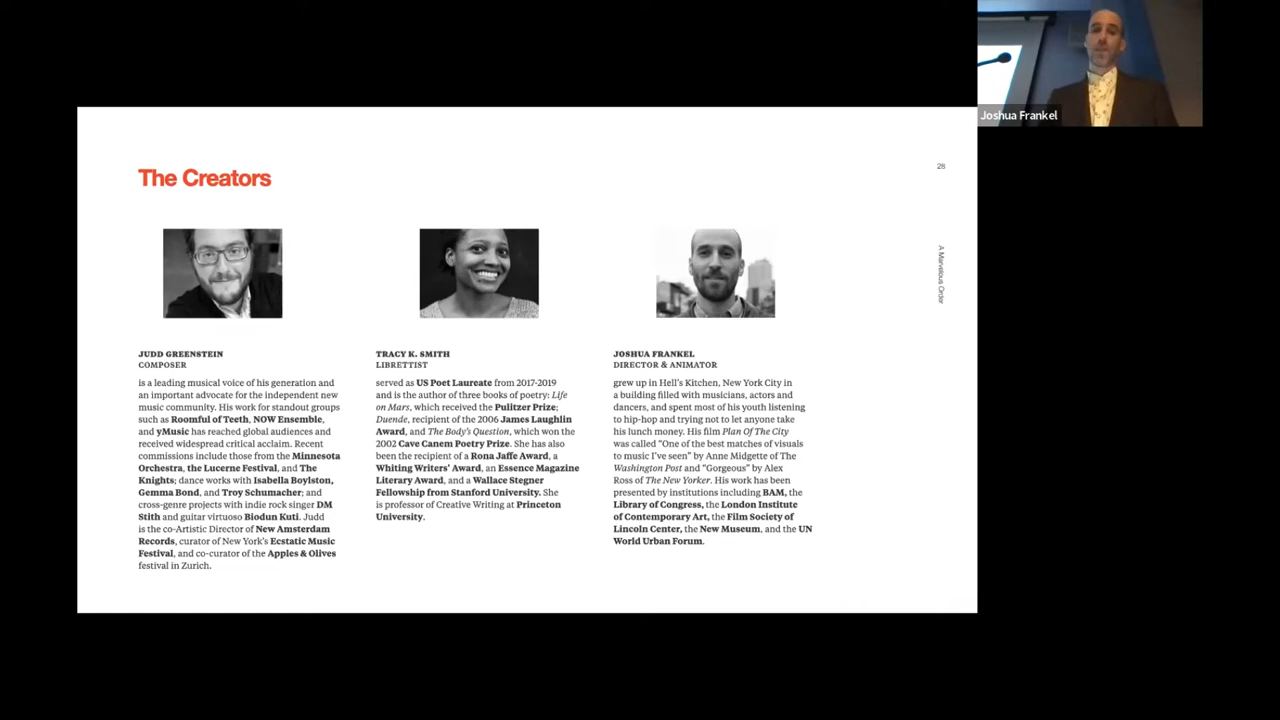 Joshua Frankel
The Creators
28
A Marvelous Order
JUDD GREENSTEIN
COMPOSER
is a leading musical voice of his generation and
an important advocate for the independent new
music community. His work for standout groups
such as Roomful of Teeth, NOW Ensemble,
and yMusic has reached global audiences and
received widespread critical acclaim. Recent
commissions include those from the Minnesota
Orchestra, the Lucerne Festival, and The
Knights; dance works with Isabella Boylston,
Gemma Bond, and Troy Schumacher; and
cross-genre projects with indie rock singer DM
Stith and guitar virtuoso Biodun Kuti. Judd
is the co-Artistic Director of New Amsterdam
Records, curator of New York's Ecstatic Music
Festival, and co-curator of the Apples & Olives
festival in Zurich.
TRACY K. SMITH
LIBRETTIST
served as US Poet Laureate from 2017-2019
and is the author of three books of poetry: Life
on Mars, which received the Pulitzer Prize;
Duende, recipient of the 2006 James Laughlin
Award, and The Body's Question, which won the
2002 Cave Canem Poetry Prize. She has also
been the recipient of a Rona Jaffe Award, a
Whiting Writers' Award, an Essence Magazine
Literary Award, and a Wallace Stegner
Fellowship from Stanford University. She
is professor of Creative Writing at Princeton
University.
JOSHUA FRANKEL
DIRECTOR & ANIMATOR
grew up in Hell's Kitchen, New York City in
a building filled with musicians, actors and
dancers, and spent most of his youth listening
to hip-hop and trying not to let anyone take
his lunch money. His film Plan Of The City
was called "One of the best matches of visuals
to music I've seen" by Anne Midgette of The
Washington Post and "Gorgeous" by Alex
Ross of The New Yorker. His work has been
presented by institutions including BAM, the
Library of Congress, the London Institute
of Contemporary Art, the Film Society of
Lincoln Center, the New Museum, and the UN
World Urban Forum.